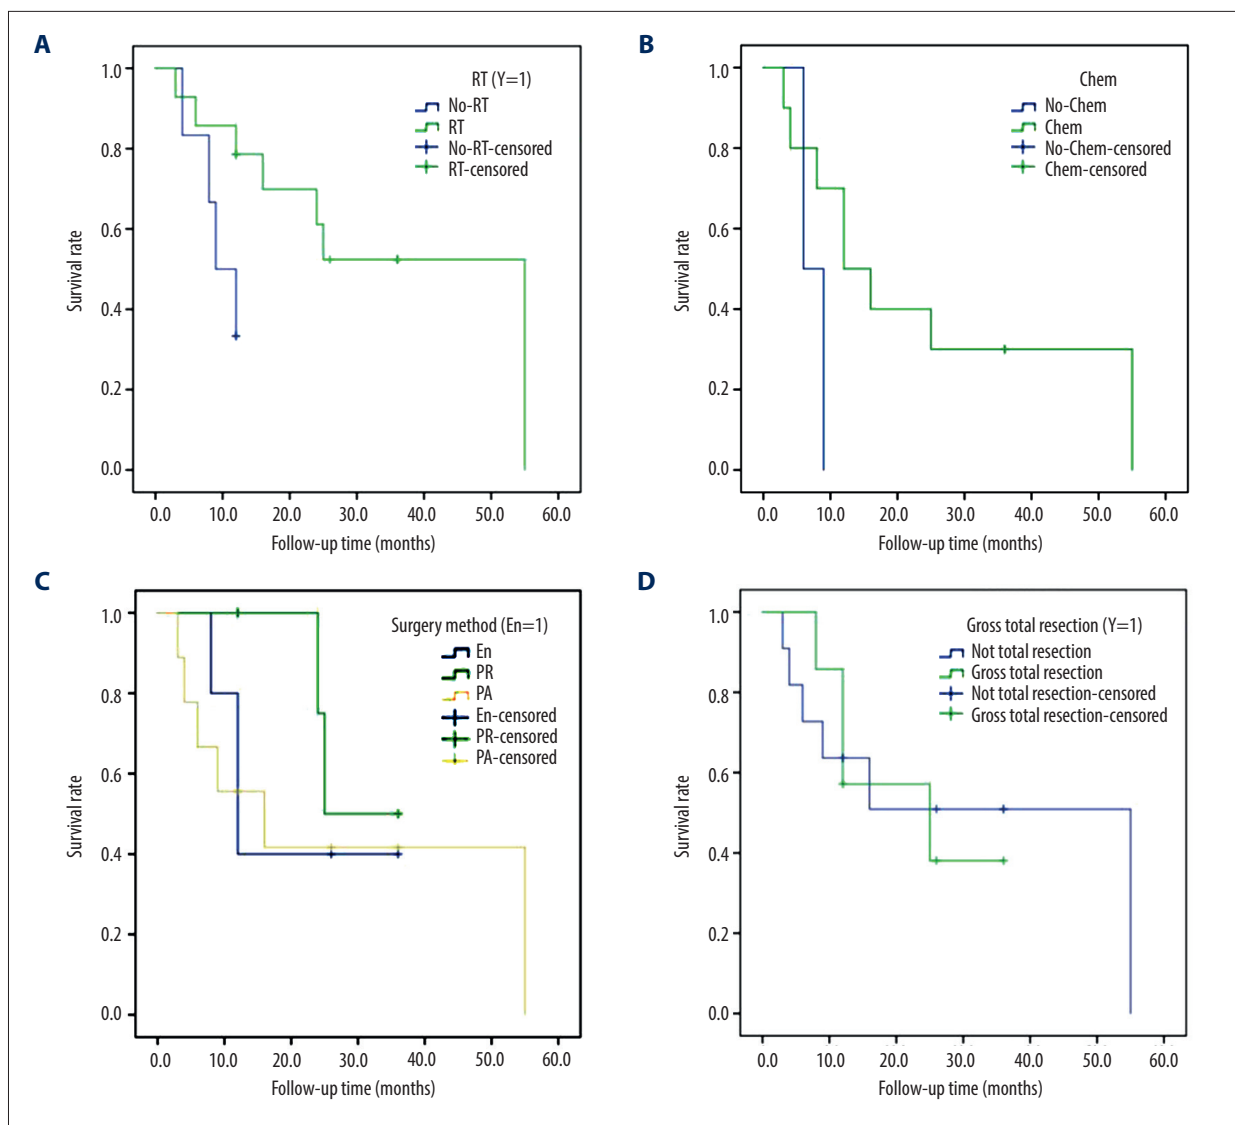 A
RT (Y=1)
No-RT
RT
No-RT-censored
RT-censored
1.0
0.8
0.6
0.4
0.2
0.0
Survival rate
0.0 10.0 20.0 30.0 40.0 50.0 60.0
Follow-up time (months)
B
Chem
No-Chem
Chem
No-Chem-censored
Chem-censored
1.0
0.8
0.6
0.4
0.2
0.0
Survival rate
0.0 10.0 20.0 30.0 40.0 50.0 60.0
Follow-up time (months)
C
Surgery method (En=1)
En
PR
PA
En-censored
PR-censored
PA-censored
1.0
0.8
0.6
0.4
0.2
0.0
Survival rate
0.0 10.0 20.0 30.0 40.0 50.0 60.0
Follow-up time (months)
D
Gross total resection (Y=1)
Not total resection
Gross total resection
Not total resection-censored
Gross total resection-censored
1.0
0.8
0.6
0.4
0.2
0.0
Survival rate
0.0 10.0 20.0 30.0 40.0 50.0 60.0
Follow-up time (months)